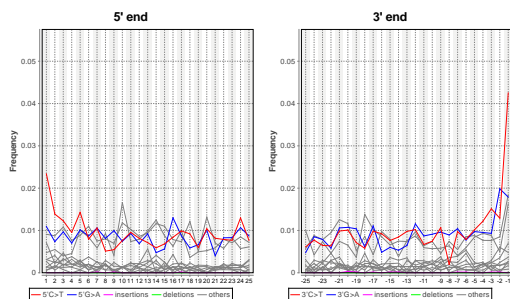 5' end
3' end
Frequency
0.05
0.04
0.03
0.02
0.01
0
1 2 3 4 5 6 7 8 9 10 11 12 13 14 15 16 17 18 19 20 21 22 23 24 25
5'C>T 5'G>A insertions deletions others
Frequency
0.05
0.04
0.03
0.02
0.01
0
-25 -23 -21 -19 -17 -15 -13 -11 -9 -8 -7 -6 -5 -4 -3 -2 -1
3'C>T 3'G>A insertions deletions others